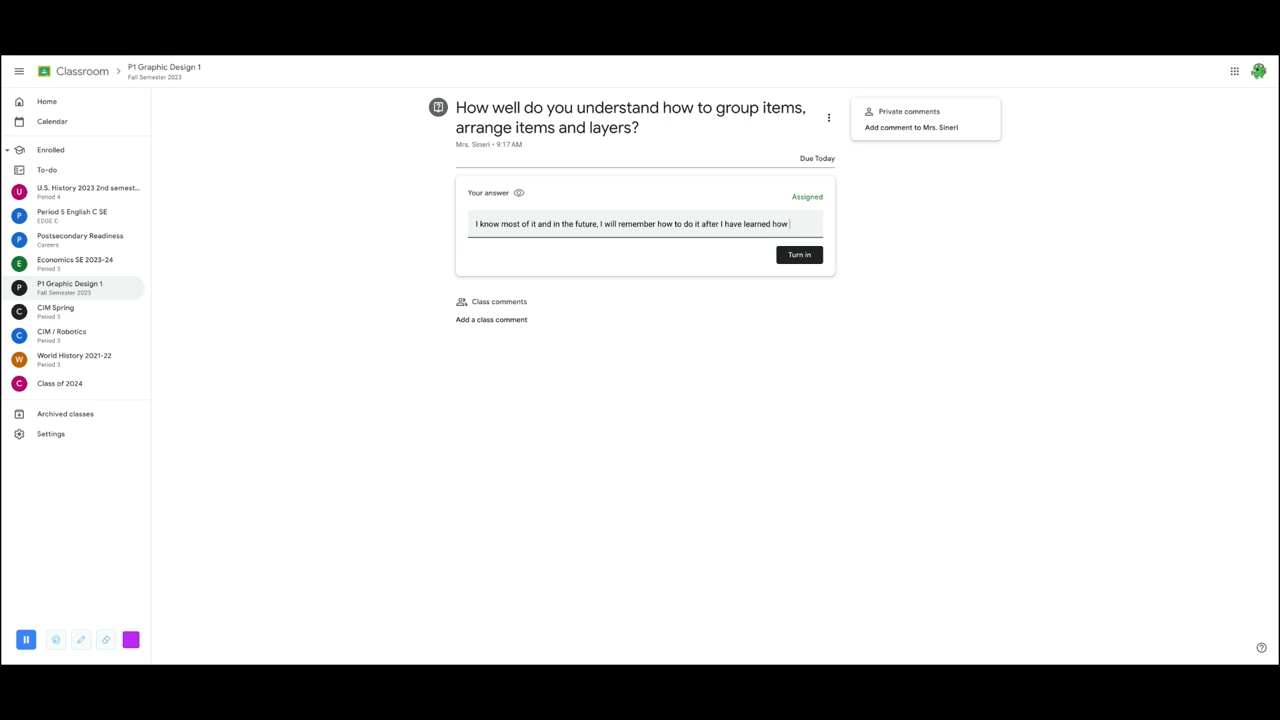 Classroom
P1 Graphic Design 1
Fall Semester 2023
Home
Calendar
Enrolled
To-do
U
U.S. History 2023 2nd semest...
Period 4
P
Period 5 English C SE
EDGE C
P
Postsecondary Readiness
Careers
E
Economics SE 2023-24
Period 3
P
P1 Graphic Design 1
Fall Semester 2023
C
CIM Spring
Period 3
C
CIM / Robotics
Period 3
W
World History 2021-22
Period 3
C
Class of 2024
Archived classes
Settings
How well do you understand how to group items,
arrange items and layers?
Mrs. Sineri • 9:17 AM
Due Today
Your answer
Assigned
I know most of it and in the future, I will remember how to do it after I have learned how
Turn in
Class comments
Add a class comment
Private comments
Add comment to Mrs. Sineri